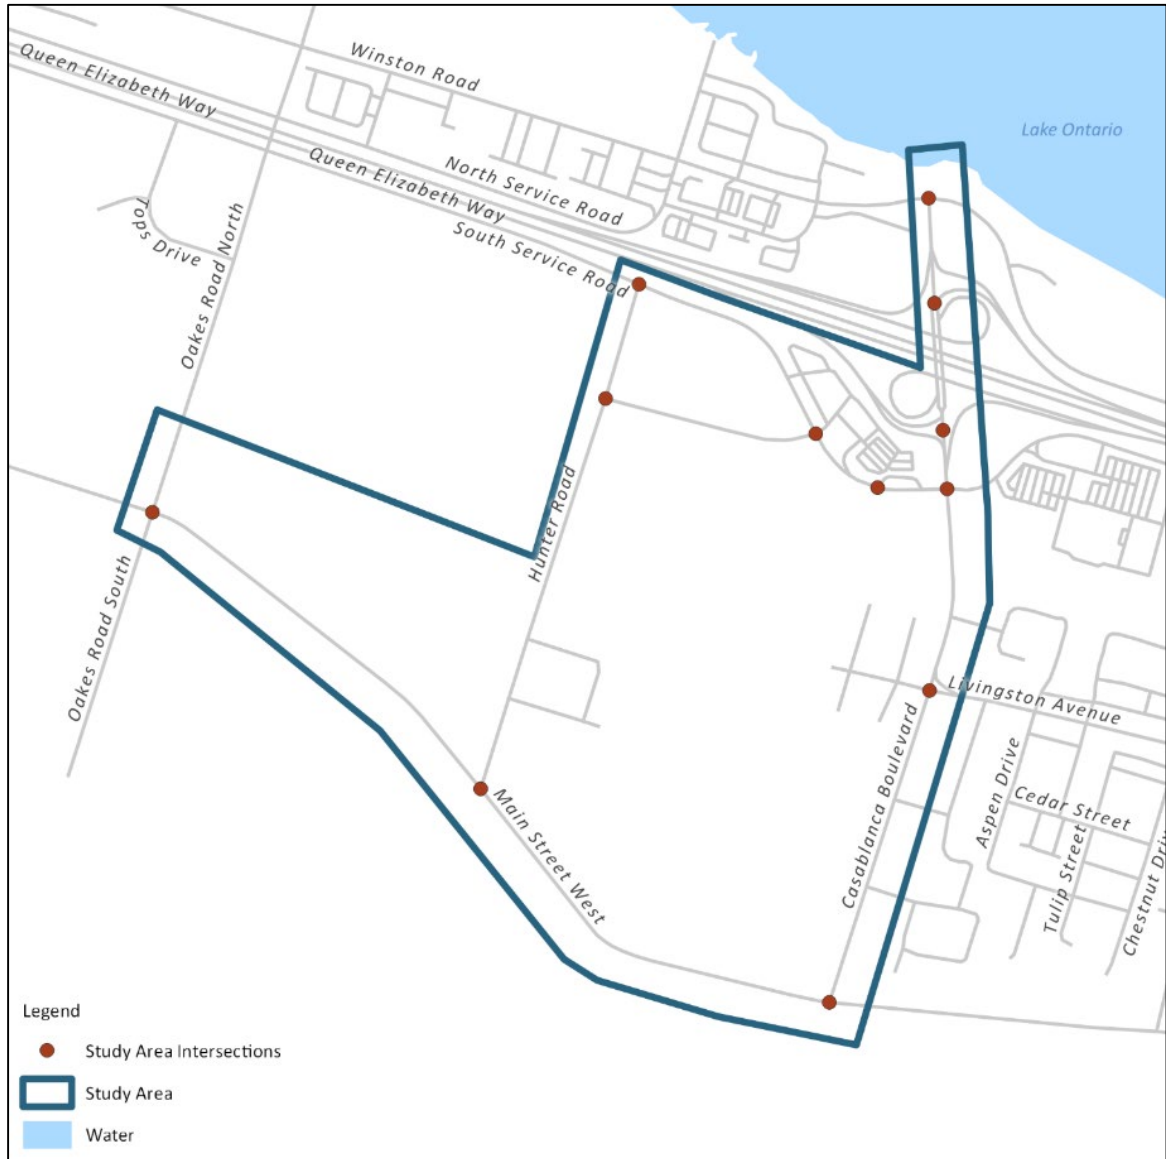 Winston Road
Queen Elizabeth Way
Lake Ontario
Queen Elizabeth Way
North Service Road
South Service Road
Tops Drive
Oakes Road North
Hunter Road
Oakes Road South
Livingston Avenue
Casablanca Boulevard
Aspen Drive
Cedar Street
Main Street West
Tulip Street
Chestnut Driv
Legend
Study Area Intersections
Study Area
Water